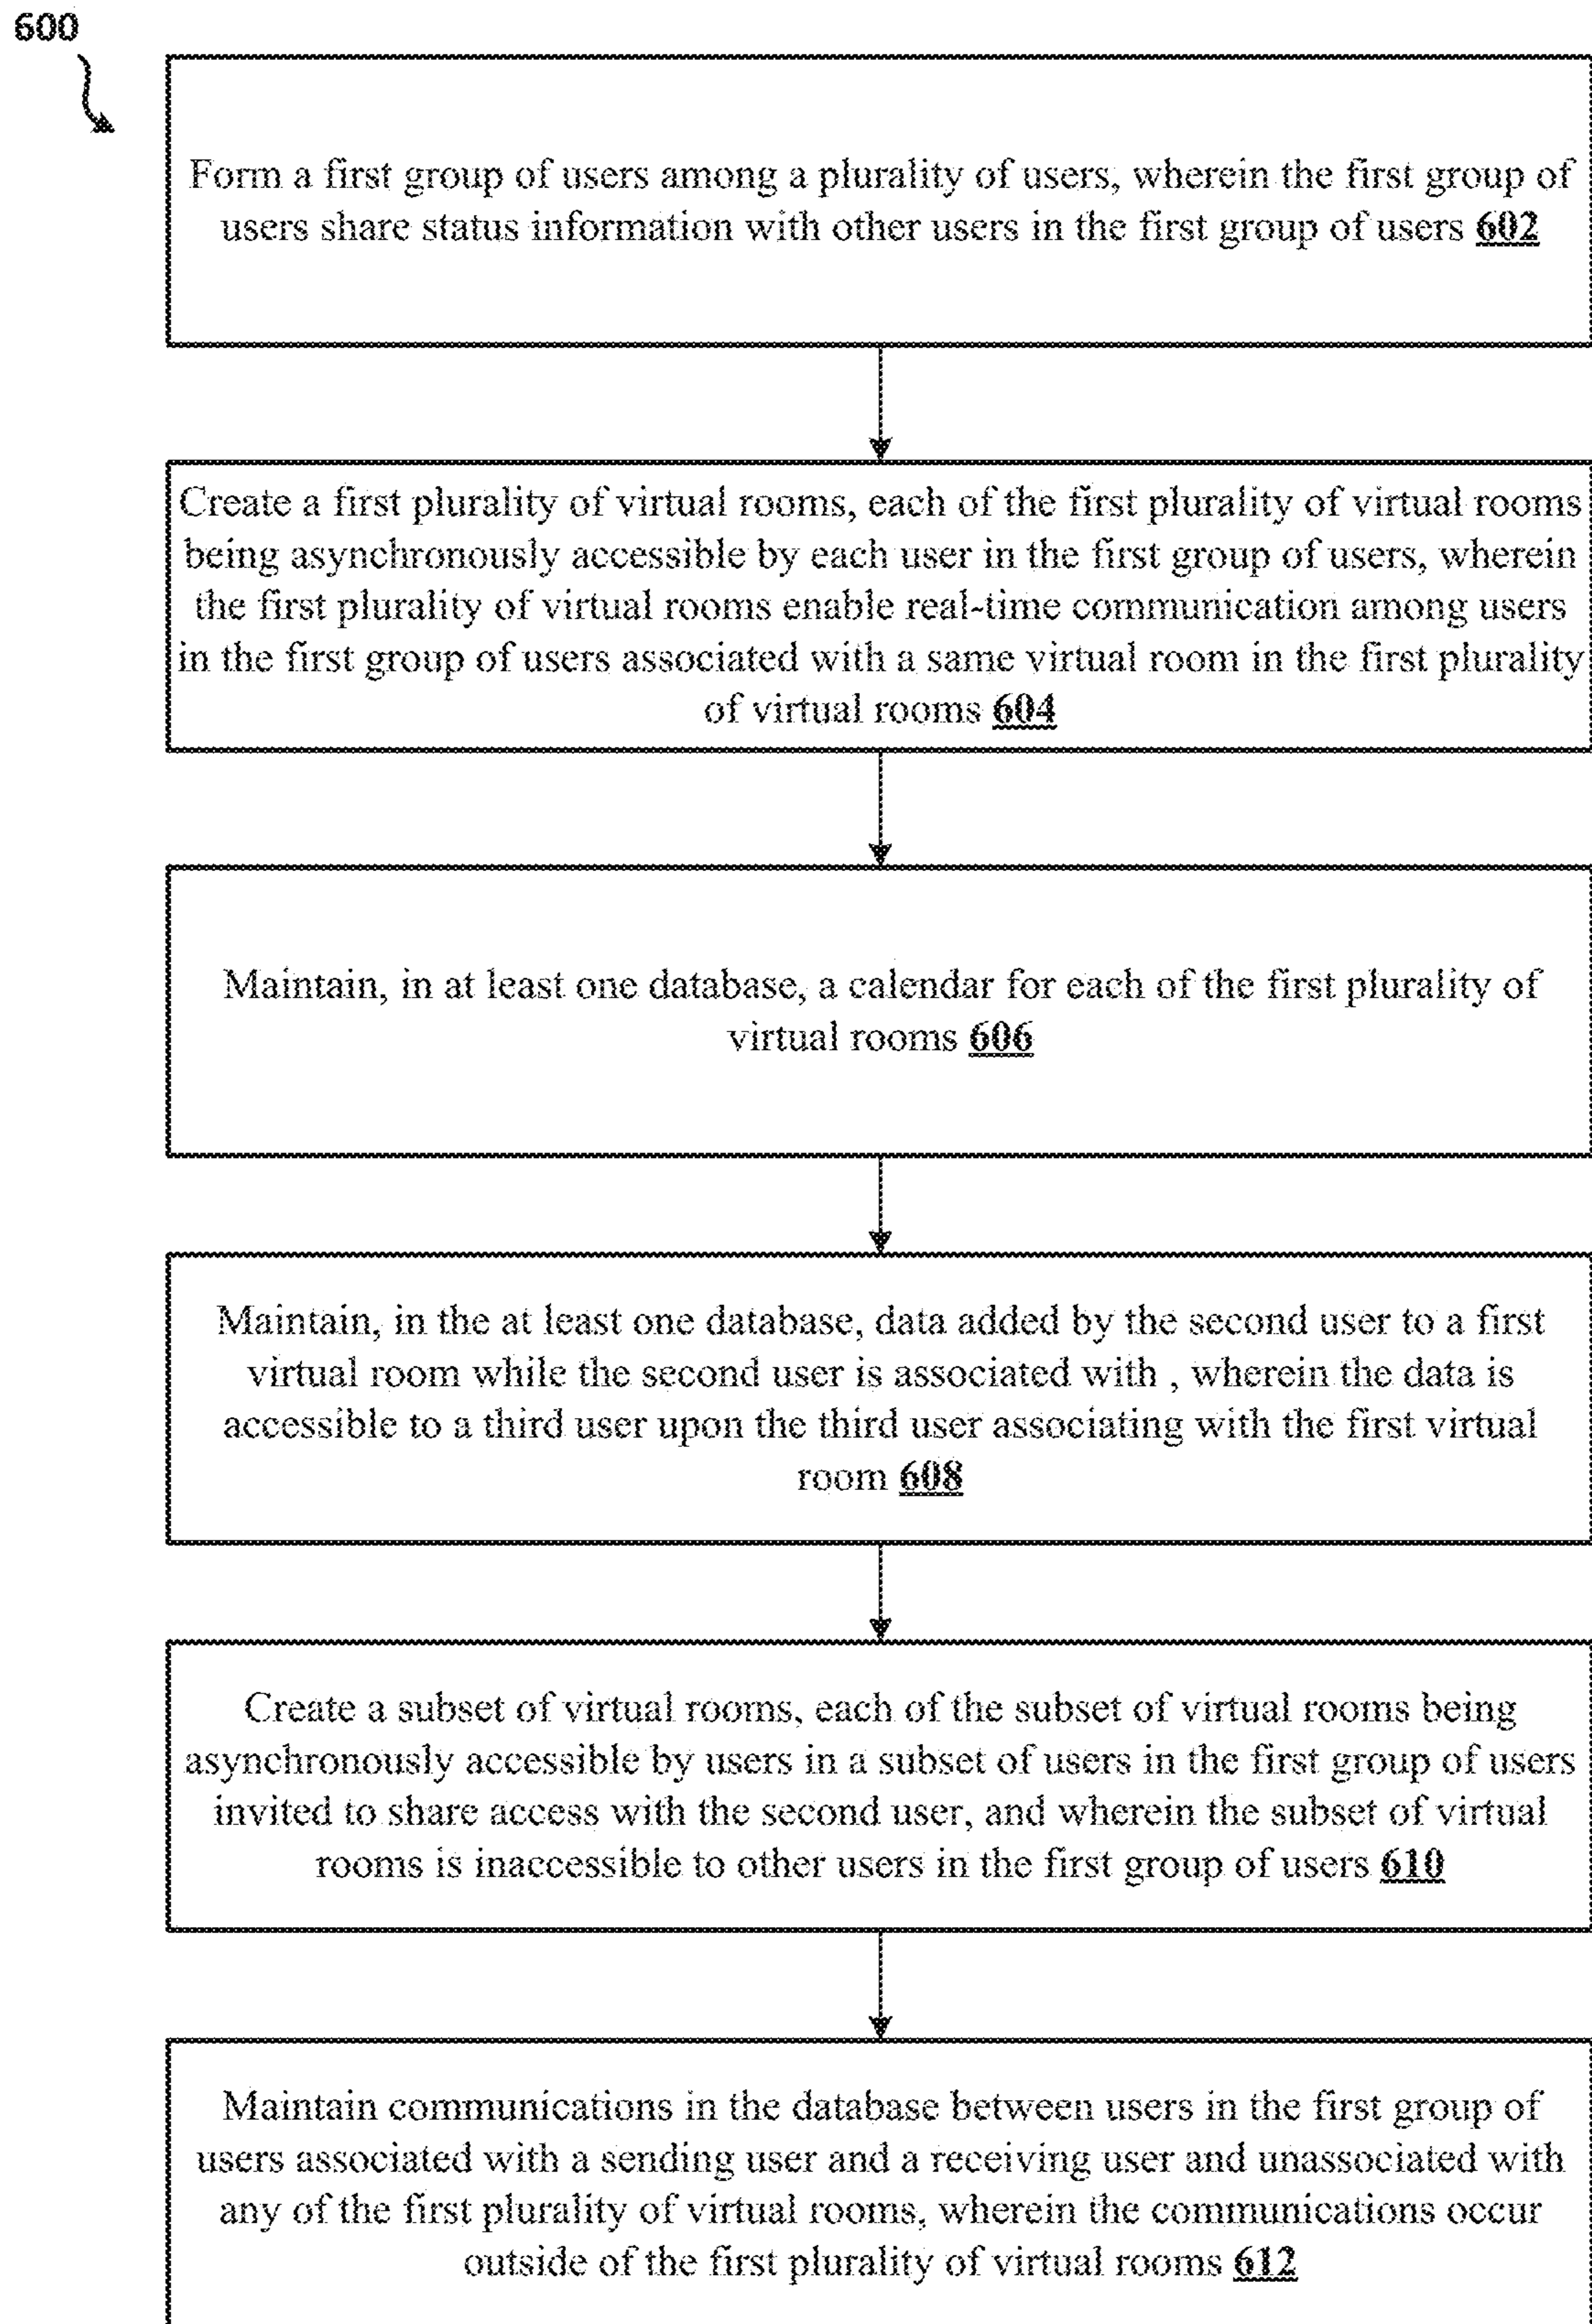 600
Form a first group of users among a plurality of users, wherein the first group of
users share status information with other users in the first group of users 602
Create a first plurality of virtual rooms, each of the first plurality of virtual rooms
being asynchronously accessible by each user in the first group of users, wherein
the first plurality of virtual rooms enable real-time communication among users
in the first group of users associated with a same virtual room in the first plurality
of virtual rooms 604
Maintain, in at least one database, a calendar for each of the first plurality of
virtual rooms 606
Maintain, in the at least one database, data added by the second user to a first
virtual room while the second user is associated with , wherein the data is
accessible to a third user upon the third user associating with the first virtual
room 608
Create a subset of virtual rooms, each of the subset of virtual rooms being
asynchronously accessible by users in a subset of users in the first group of users
invited to share access with the second user, and wherein the subset of virtual
rooms is inaccessible to other users in the first group of users 610
Maintain communications in the database between users in the first group of
users associated with a sending user and a receiving user and unassociated with
any of the first plurality of virtual rooms, wherein the communications occur
outside of the first plurality of virtual rooms 612